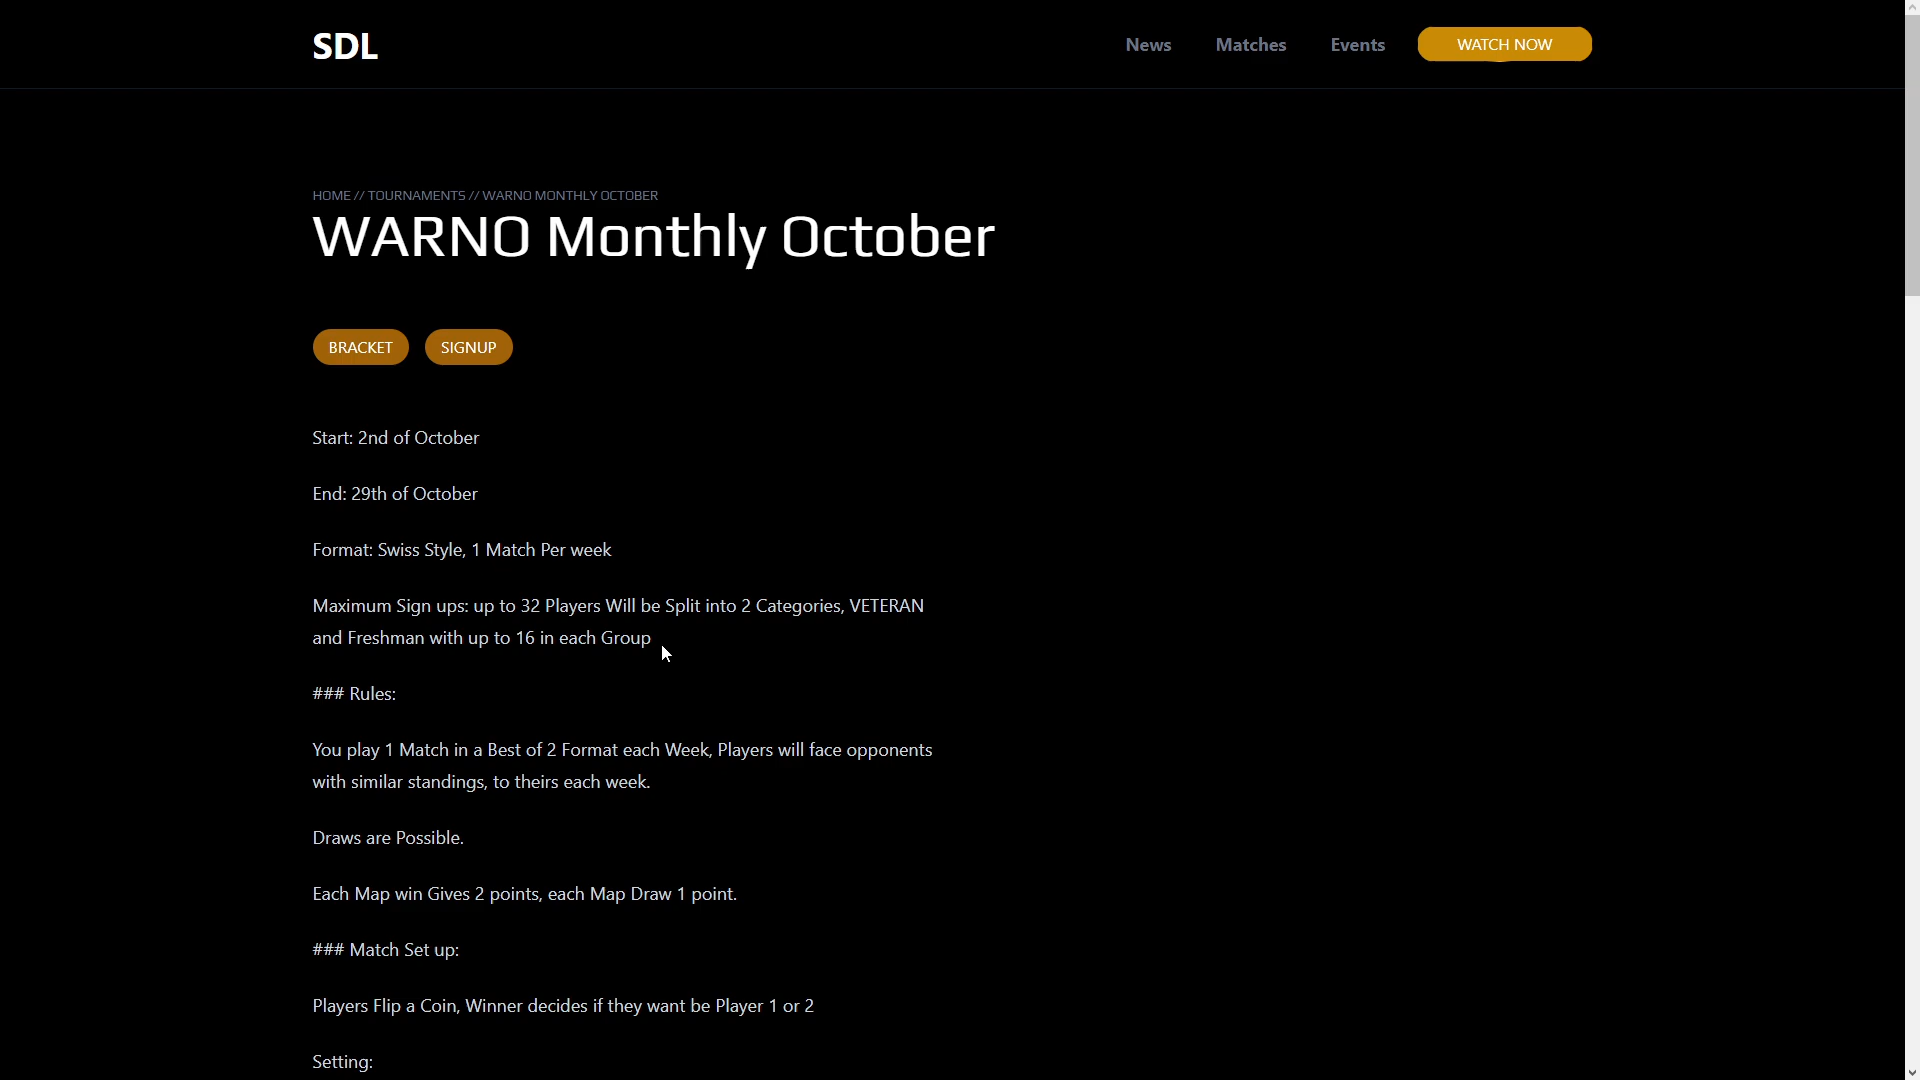 SDL
News Matches Events WATCH NOW
HOME // TOURNAMENTS // WARNO MONTHLY OCTOBER
WARNO Monthly October
BRACKET SIGNUP
Start: 2nd of October
End: 29th of October
Format: Swiss Style, 1 Match Per week
Maximum Sign ups: up to 32 Players Will be Split into 2 Categories, VETERAN
and Freshman with up to 16 in each Group
### Rules:
You play 1 Match in a Best of 2 Format each Week, Players will face opponents
with similar standings, to theirs each week.
Draws are Possible.
Each Map win Gives 2 points, each Map Draw 1 point.
### Match Set up:
Players Flip a Coin, Winner decides if they want be Player 1 or 2
Setting: